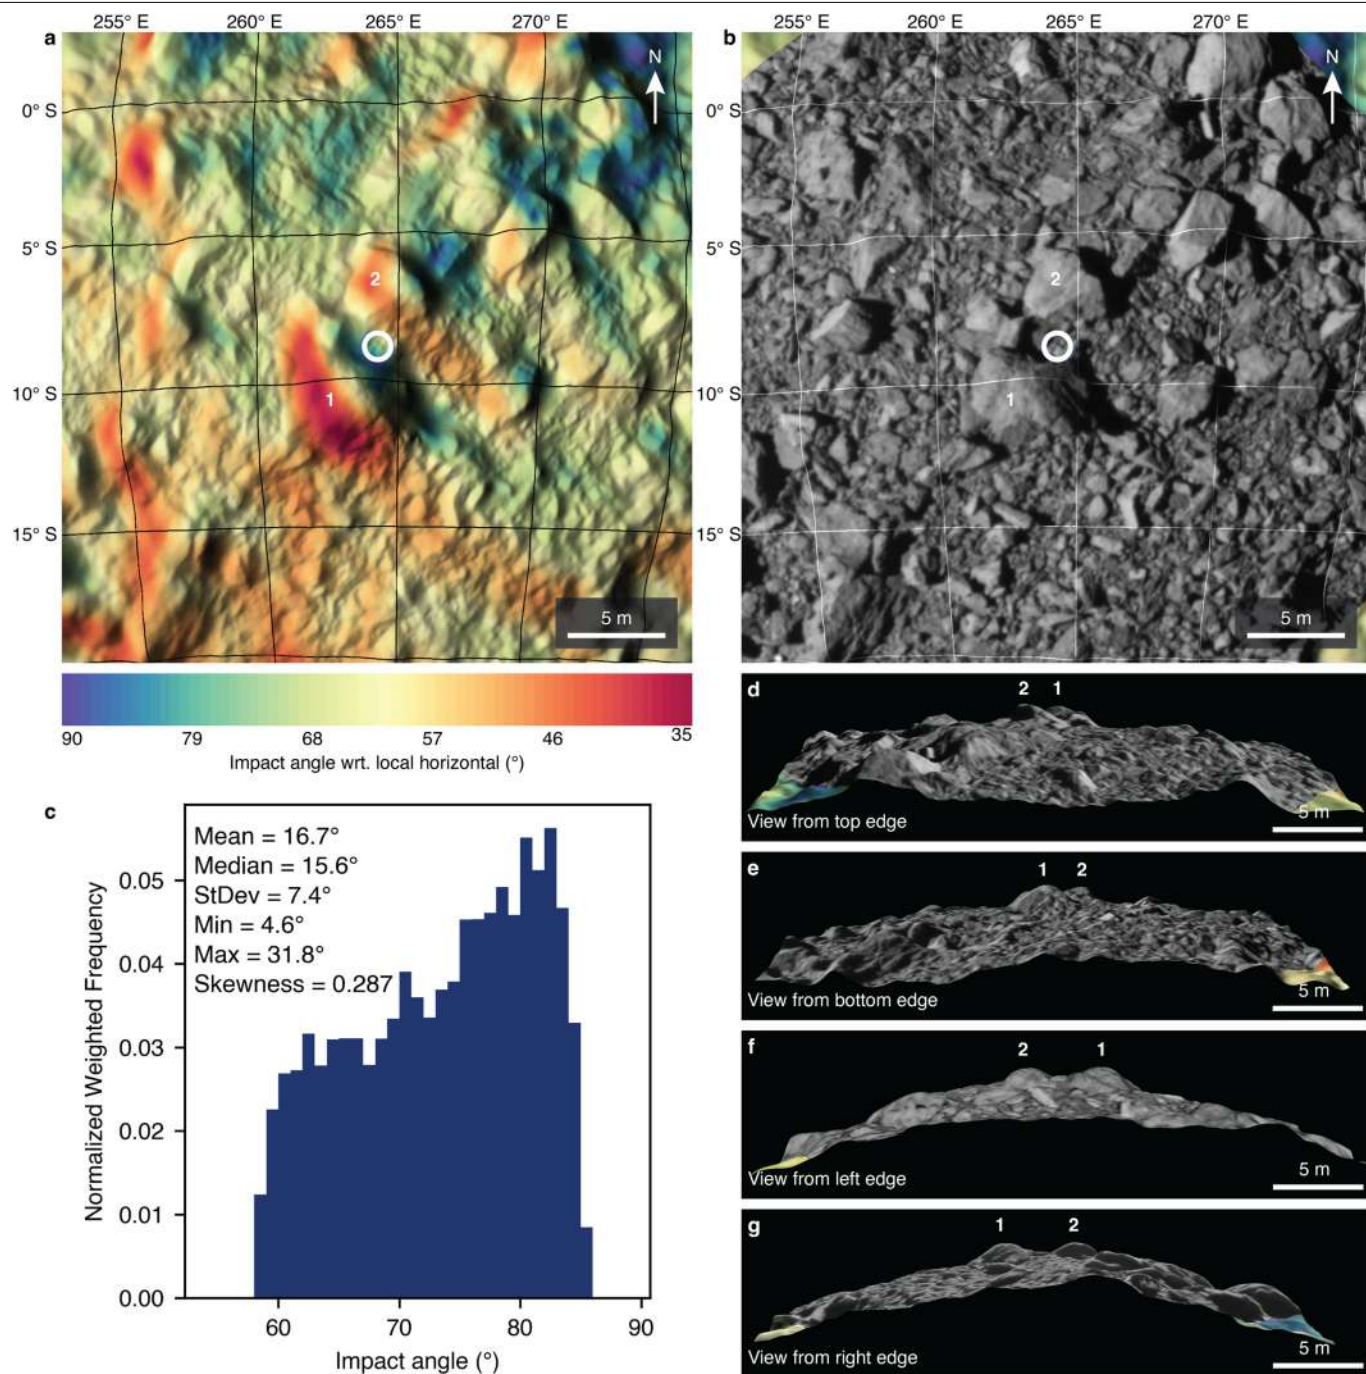 255° E 260° E 265° E 270° E
a
N
0° S
5° S
10° S
15° S
2
1
5 m
90 79 68 57 46 35
Impact angle wrt. local horizontal (°)
255° E 260° E 265° E 270° E
b
N
0° S
5° S
10° S
15° S
2
1
5 m
c
Mean = 16.7°
Median = 15.6°
StDev = 7.4°
Min = 4.6°
Max = 31.8°
Skewness = 0.287
Normalized Weighted Frequency
0.05
0.04
0.03
0.02
0.01
0.00
60 70 80 90
Impact angle (°)
d
2 1
View from top edge
5 m
e
1 2
View from bottom edge
5 m
f
2 1
View from left edge
5 m
g
1 2
View from right edge
5 m